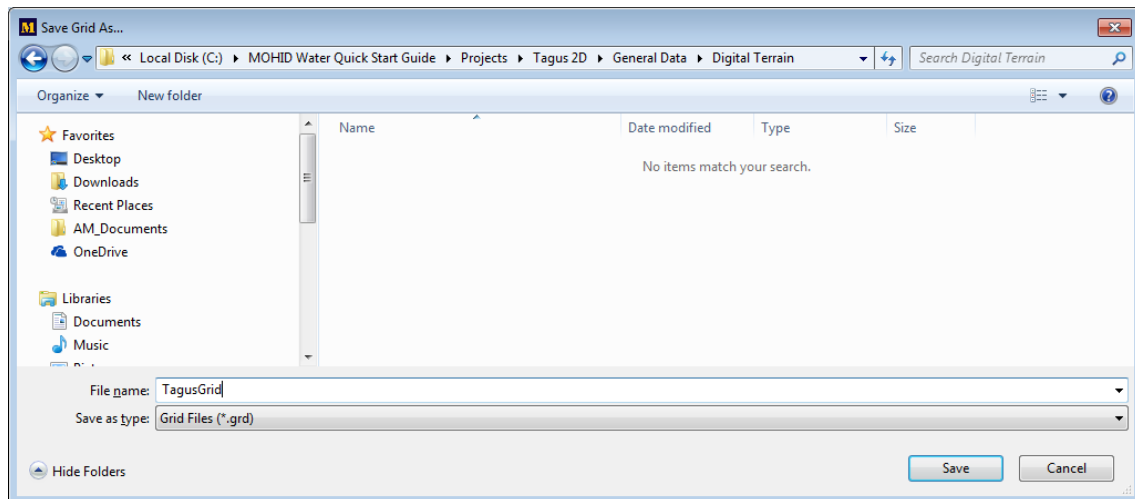 Save Grid As...
« Local Disk (C:) ▸ MOHID Water Quick Start Guide ▸ Projects ▸ Tagus 2D ▸ General Data ▸ Digital Terrain
Search Digital Terrain
Organize
New folder
Favorites
Desktop
Downloads
Recent Places
AM_Documents
OneDrive
Libraries
Documents
Music
Name
Date modified
Type
Size
No items match your search.
File name: TagusGrid
Save as type: Grid Files (*.grd)
Hide Folders
Save
Cancel